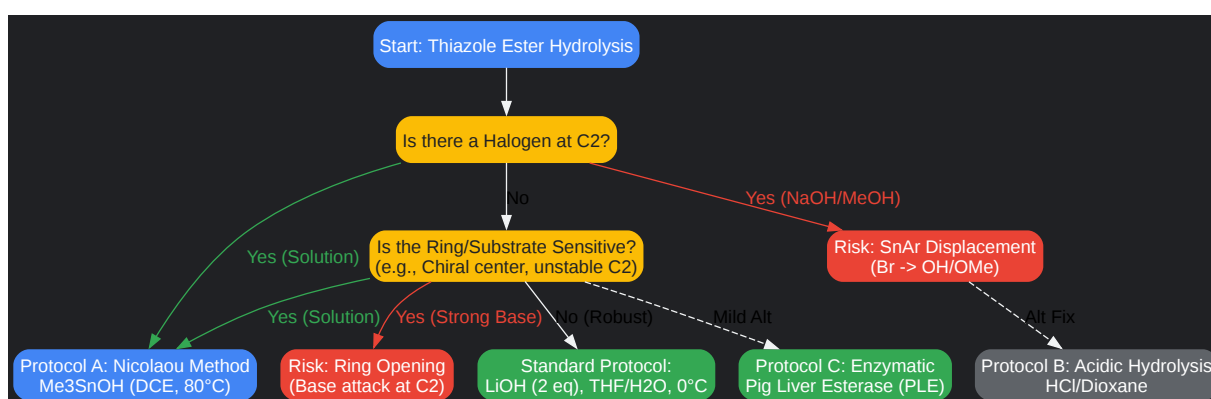 Start: Thiazole Ester Hydrolysis
Is there a Halogen at C2?
No
Yes (NaOH/MeOH)
Yes (Solution)
Is the Ring/Substrate Sensitive?
(e.g., Chiral center, unstable C2)
Risk: SnAr Displacement
(Br -> OH/OMe)
Yes (Solution)
Yes (Strong Base)
No (Robust)
Mild Alt
Alt Fix
Protocol A: Nicolaou Method
Me3SnOH (DCE, 80°C)
Risk: Ring Opening
(Base attack at C2)
Standard Protocol:
LiOH (2 eq), THF/H2O, 0°C
Protocol C: Enzymatic
Pig Liver Esterase (PLE)
Protocol B: Acidic Hydrolysis
HCl/Dioxane